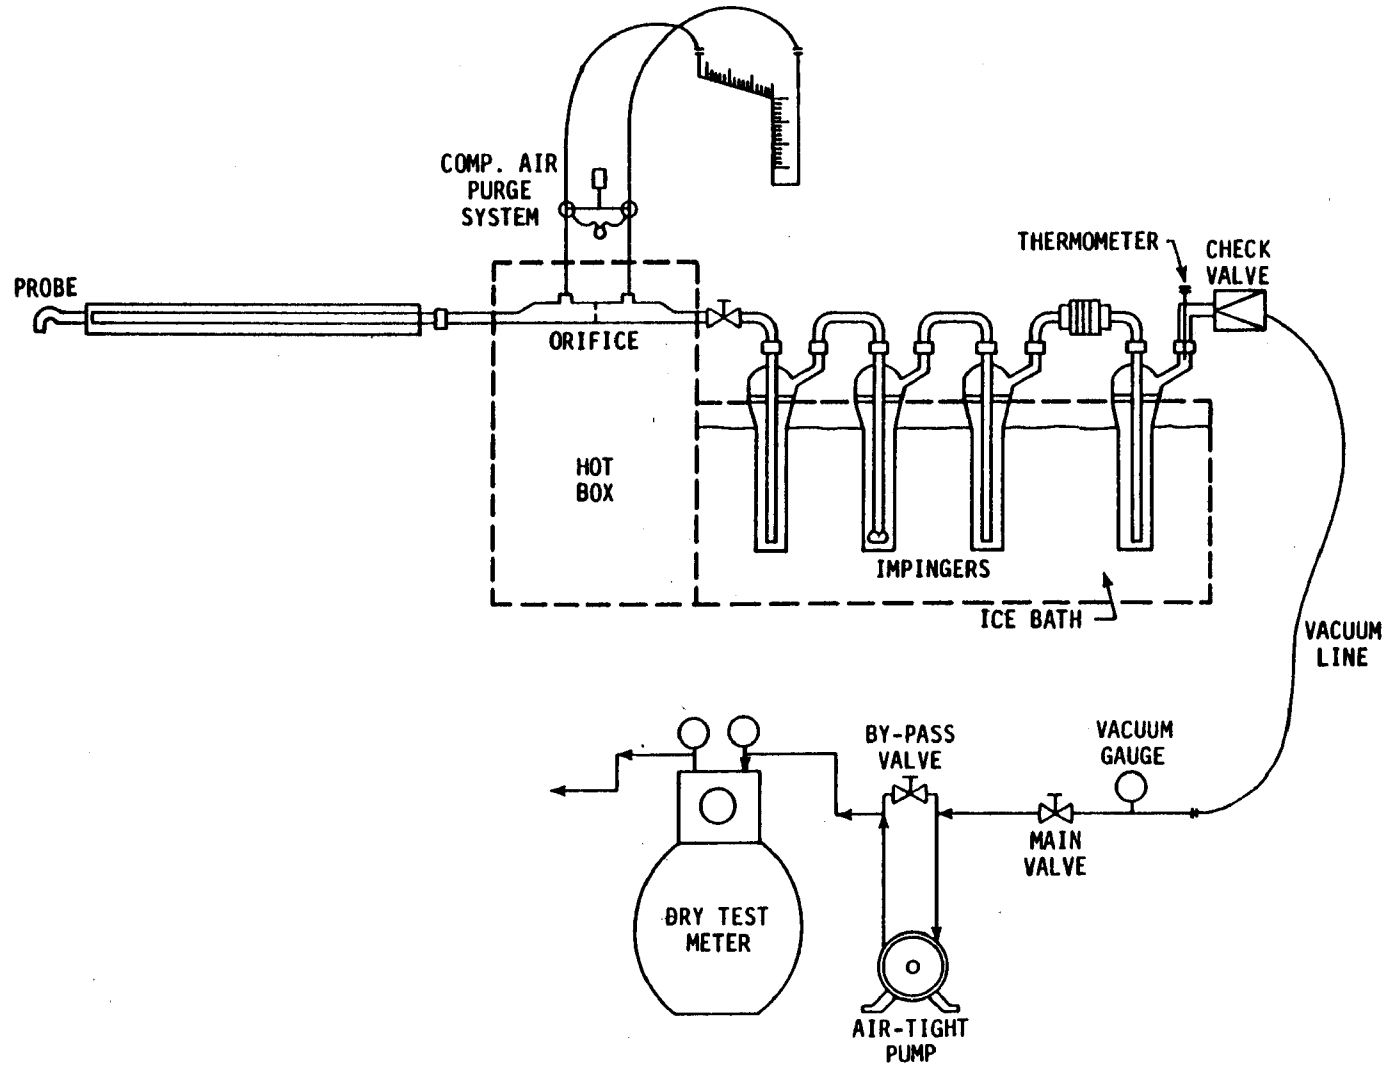 COMP. AIR
PURGE
SYSTEM
THERMOMETER
CHECK
VALVE
PROBE
ORIFICE
HOT
BOX
IMPINGERS
ICE BATH
VACUUM
LINE
BY-PASS
VALVE
VACUUM
GAUGE
MAIN
VALVE
DRY TEST
METER
AIR-TIGHT
PUMP